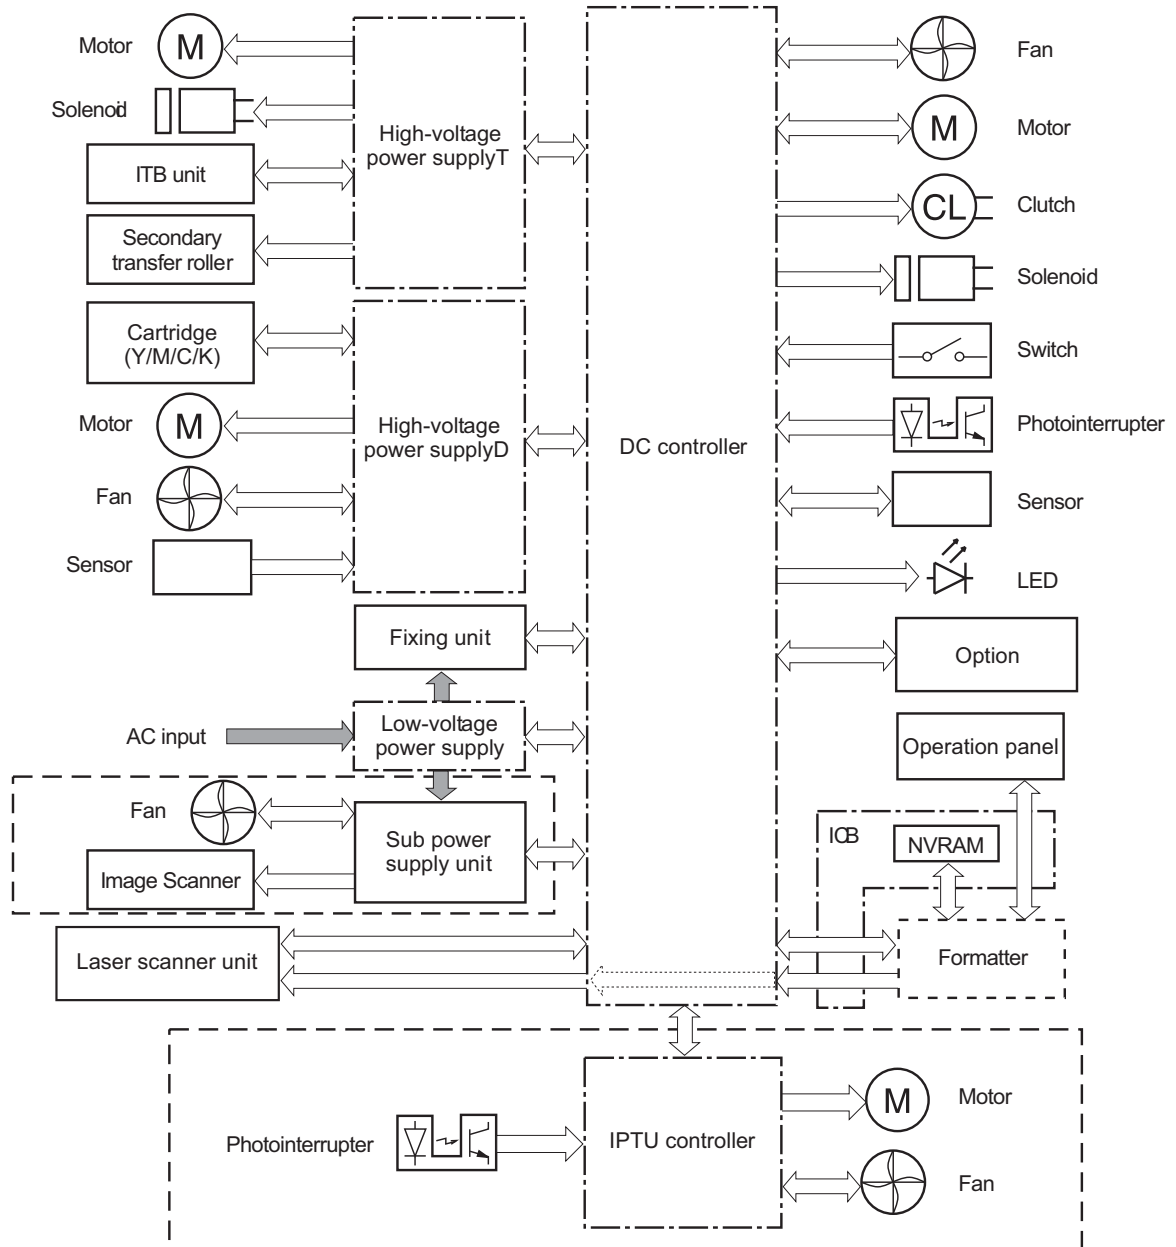 Motor
M
Solenoid
ITB unit
Secondary
transfer roller
High-voltage
power supplyT
Cartridge
(Y/M/C/K)
Motor
M
Fan
Sensor
High-voltage
power supplyD
Fixing unit
AC input
Low-voltage
power supply
Fan
Image Scanner
Sub power
supply unit
Laser scanner unit
DC controller
Fan
M
Motor
CL
Clutch
Solenoid
Switch
Photointerrupter
Sensor
LED
Option
Operation panel
ICB
NVRAM
Formatter
Photointerrupter
IPTU controller
M
Motor
Fan